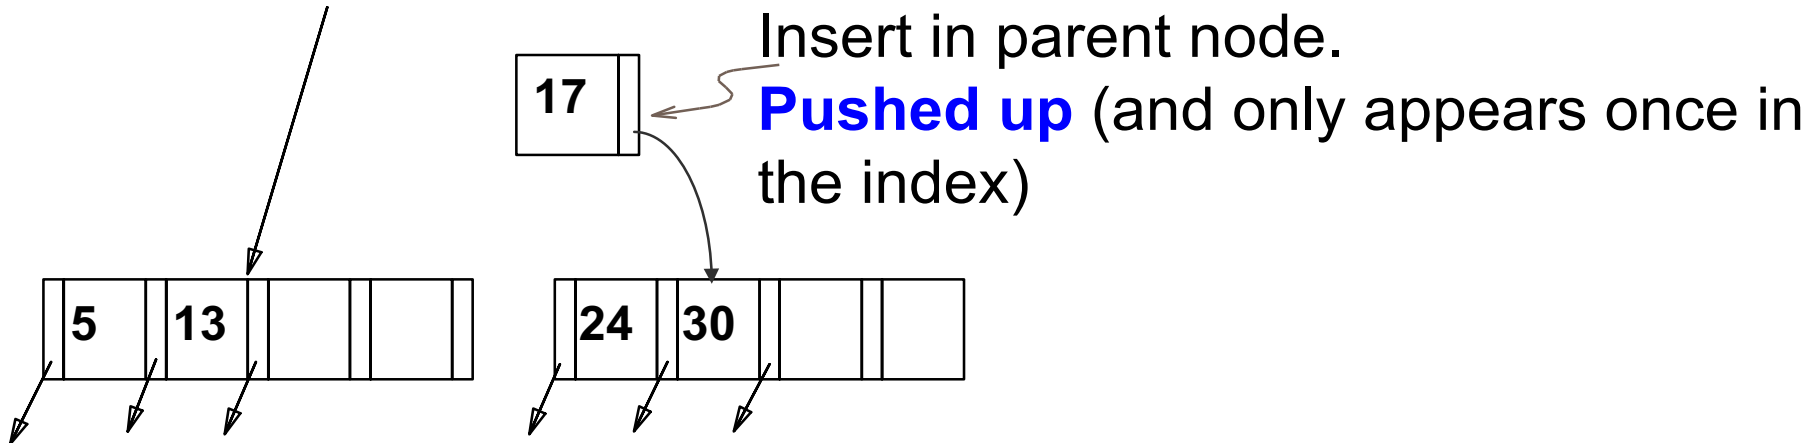 Insert in parent node.
17
Pushed up (and only appears once in
the index)
5 13 24 30